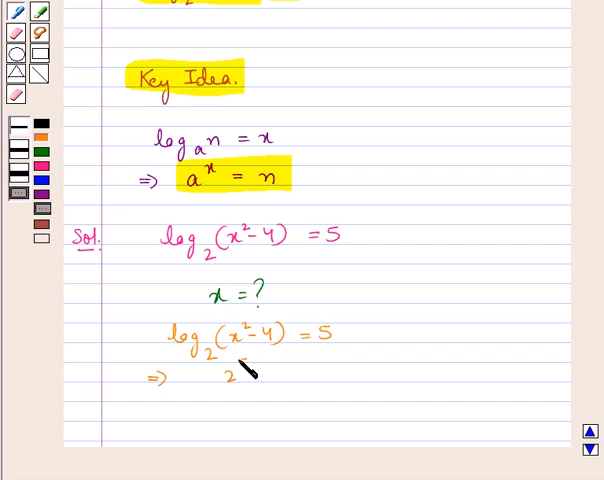 Key Idea.
logₐn = x
⇒ aˣ = n
Sol. log₂(x²-4) = 5
x = ?
log₂(x²-4) = 5
⇒ 2